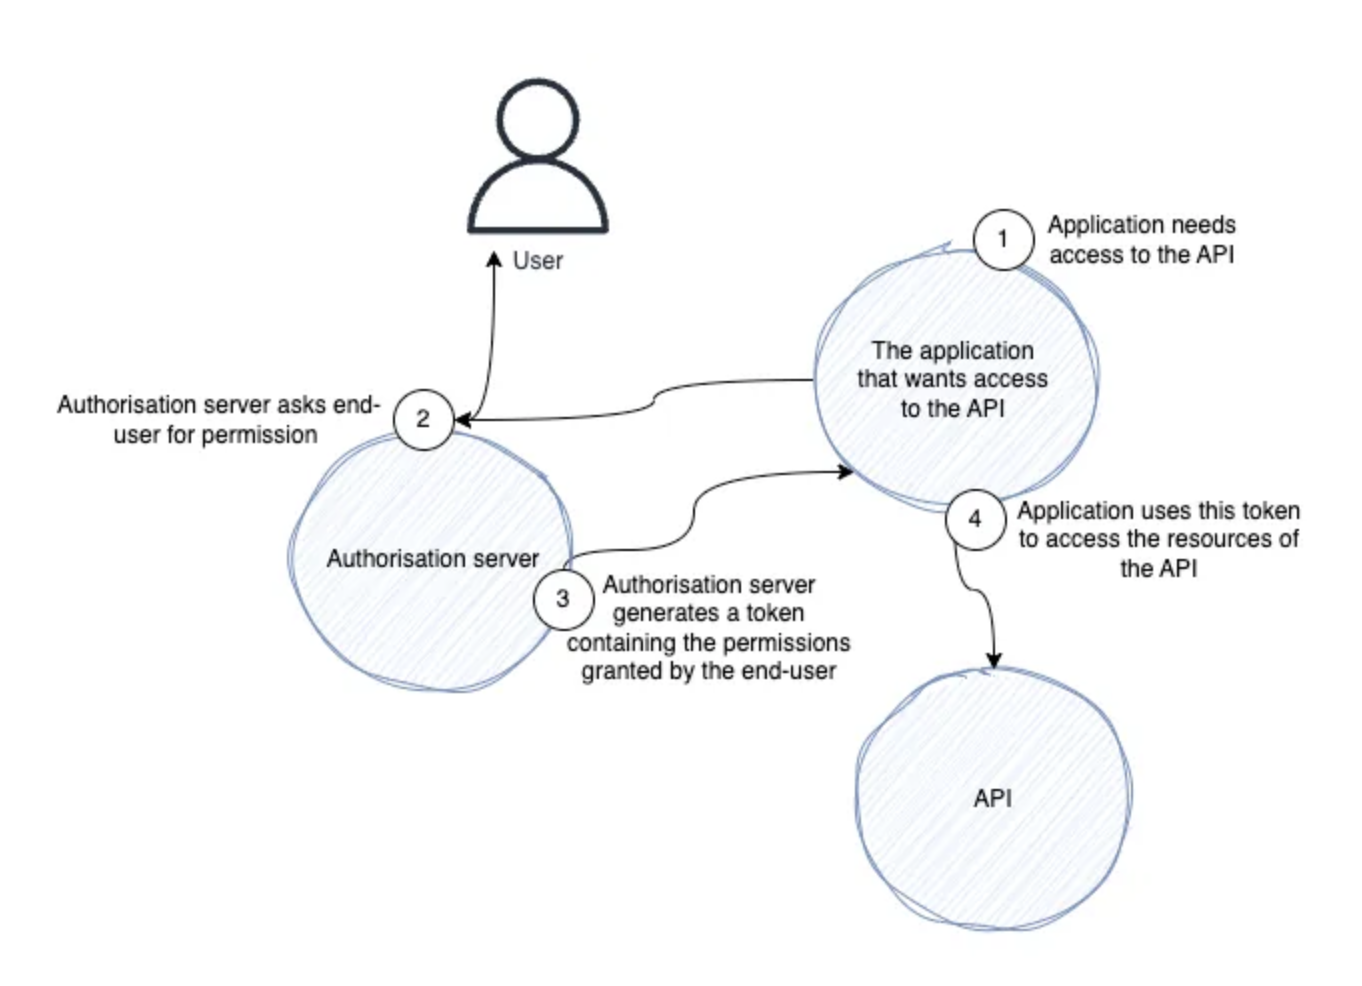 User
1
Application needs
access to the API
The application
that wants access
to the API
2
Authorisation server asks end-
user for permission
Authorisation server
3
Authorisation server
generates a token
containing the permissions
granted by the end-user
4
Application uses this token
to access the resources of
the API
API